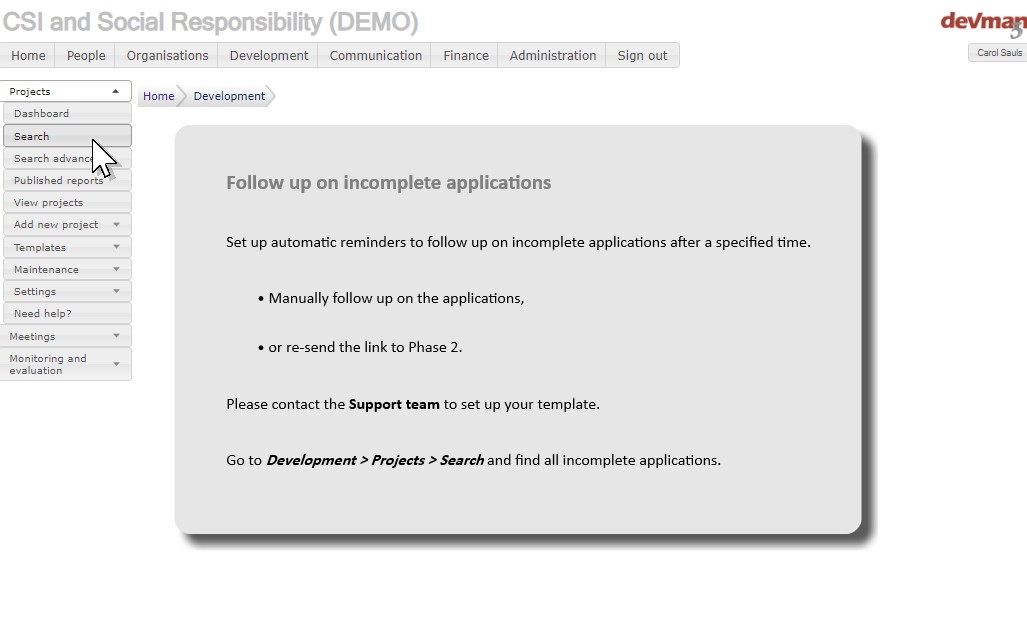 CSI and Social Responsibility (DEMO)
devman
3
Home People Organisations Development Communication Finance Administration Sign out
Carol Sauls
Projects
Home Development
Dashboard
Search
Search advance
Published reports
View projects
Add new project
Templates
Maintenance
Settings
Need help?
Meetings
Monitoring and
evaluation
Follow up on incomplete applications
Set up automatic reminders to follow up on incomplete applications after a specified time.
• Manually follow up on the applications,
• or re-send the link to Phase 2.
Please contact the Support team to set up your template.
Go to Development > Projects > Search and find all incomplete applications.